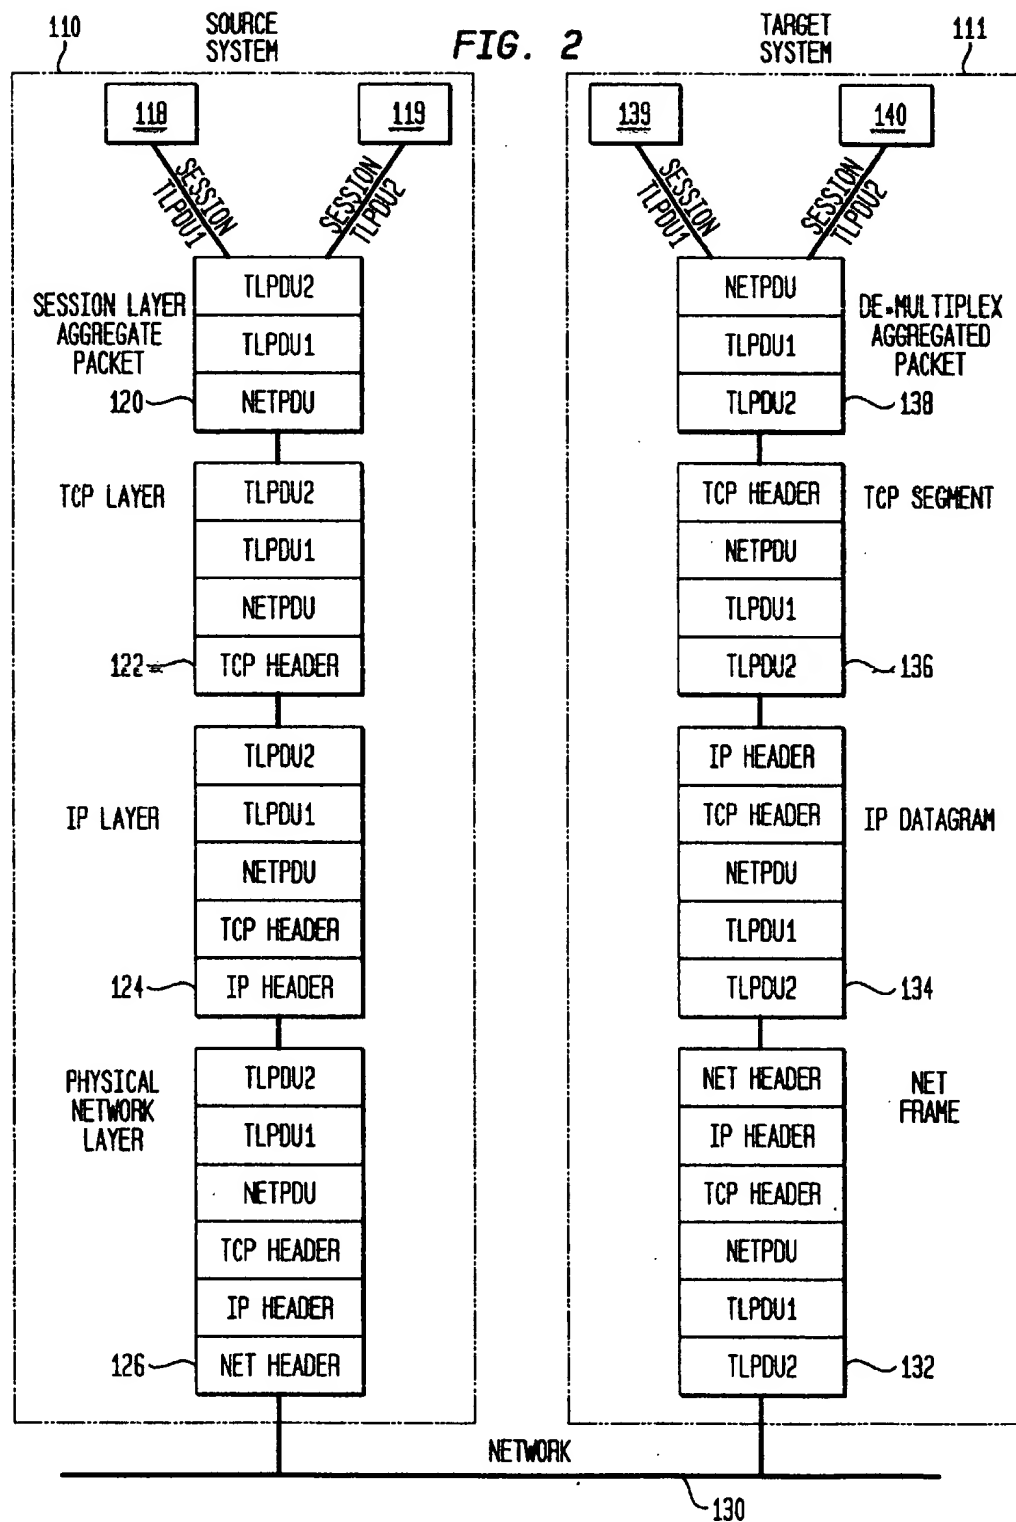 110
SOURCE
SYSTEM
FIG. 2
TARGET
SYSTEM
111
118
119
139
140
SESSION
TLPDU1
SESSION
TLPDU2
SESSION
TLPDU1
SESSION
TLPDU2
SESSION LAYER
AGGREGATE
PACKET
120
TLPDU2
TLPDU1
NETPDU
NETPDU
TLPDU1
TLPDU2
DE-MULTIPLEX
AGGREGATED
PACKET
138
TCP LAYER
122
TLPDU2
TLPDU1
NETPDU
TCP HEADER
TCP HEADER
NETPDU
TLPDU1
TLPDU2
TCP SEGMENT
136
IP LAYER
124
TLPDU2
TLPDU1
NETPDU
TCP HEADER
IP HEADER
IP HEADER
TCP HEADER
NETPDU
TLPDU1
TLPDU2
IP DATAGRAM
134
PHYSICAL
NETWORK
LAYER
126
TLPDU2
TLPDU1
NETPDU
TCP HEADER
IP HEADER
NET HEADER
NET HEADER
IP HEADER
TCP HEADER
NETPDU
TLPDU1
TLPDU2
NET
FRAME
132
NETWORK
130